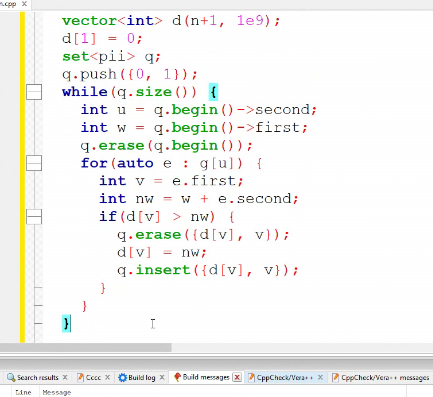 n.cpp ×
vector<int> d(n+1, 1e9);
d[1] = 0;
set<pii> q;
q.push({0, 1});
while(q.size()) {
int u = q.begin()->second;
int w = q.begin()->first;
q.erase(q.begin());
for(auto e : g[u]) {
int v = e.first;
int nw = w + e.second;
if(d[v] > nw) {
q.erase({d[v], v});
d[v] = nw;
q.insert({d[v], v});
}
}
}
Search results × Cccc × Build log × Build messages × CppCheck/Vera++ × CppCheck/Vera++ messages
Line Message